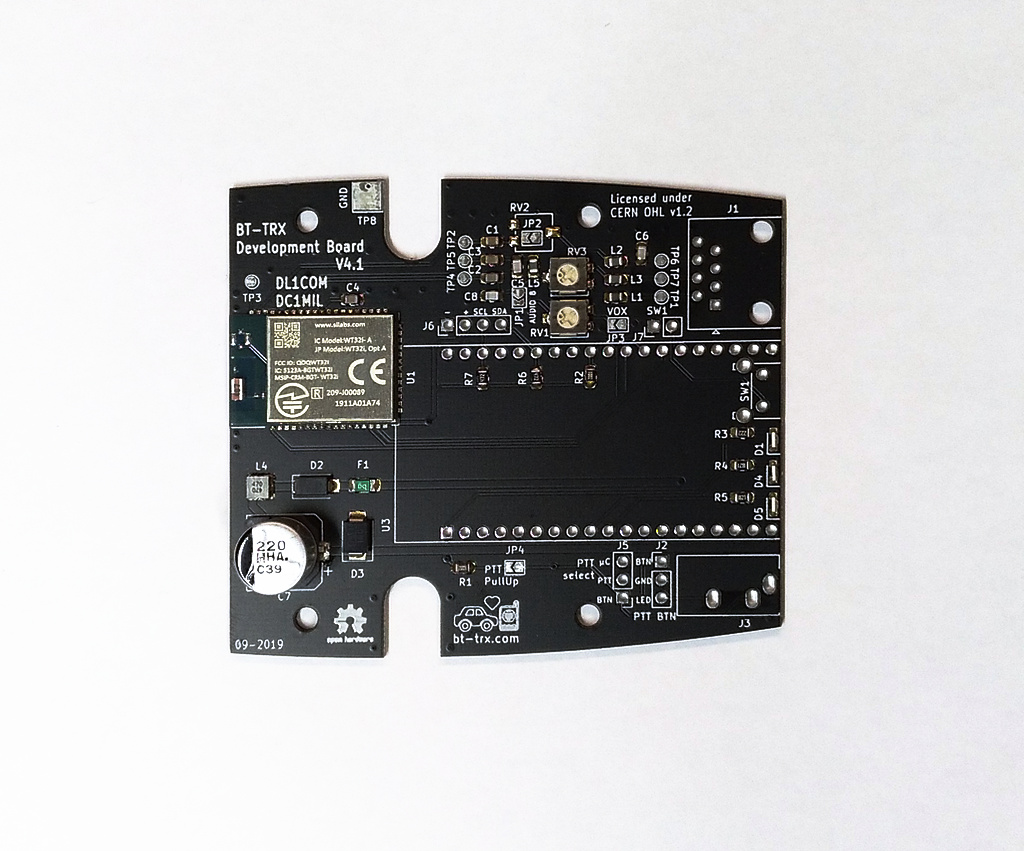 GND
TP8
BT-TRX
Development Board
V4.1
TP3
DL1COM
DC1MIL
C4
www.silabs.com
IC Model:WT32I- A
JP Model:WT32i, Opt A
FCC ID: QOQWT32I
IC: 5123A-BGTWT32I
MSIP-CRM-BGT- WT32i
CE
R 209-J00089
1911A01A74
U1
RV2
JP2
C1
TP2
TP5
TP4
C2
C8
RV3
JP1
AUDIO
RV1
J6
- + SCL SDA
Licensed under
CERN OHL v1.2
J1
C6
L2
L3
L1
TP6
TP7
TP1
VOX
JP3
SW1
J7
R7
R6
R2
SW1
R3
D1
R4
D4
R5
D5
L4
D2
F1
U3
220
HHA
C39
+
C7
D3
JP4
R1
PTT
PullUp
J5
PTT µC
select
PTT
BTN
J2
BTN
GND
LED
PTT BTN
J3
open hardware
bt-trx.com
09-2019